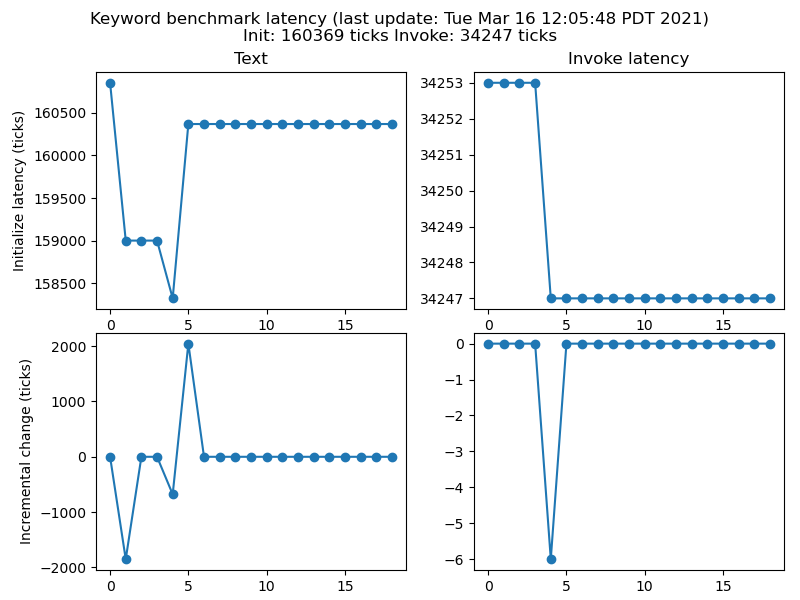 Keyword benchmark latency (last update: Tue Mar 16 12:05:48 PDT 2021)
Init: 160369 ticks Invoke: 34247 ticks
Text
Initialize latency (ticks)
160500
160000
159500
159000
158500
0 5 10 15
Invoke latency
34253
34252
34251
34250
34249
34248
34247
0 5 10 15
Incremental change (ticks)
2000
1000
0
−1000
−2000
0 5 10 15
0
−1
−2
−3
−4
−5
−6
0 5 10 15